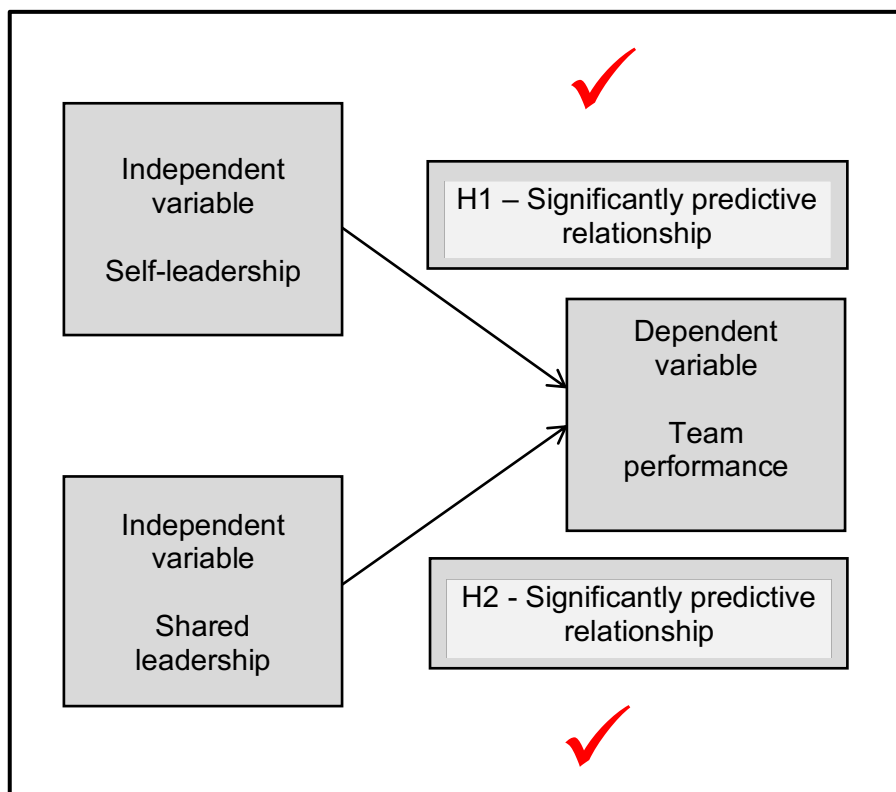 Independent
variable
Self-leadership
H1 – Significantly predictive
relationship
Dependent
variable
Team
performance
Independent
variable
Shared
leadership
H2 - Significantly predictive
relationship